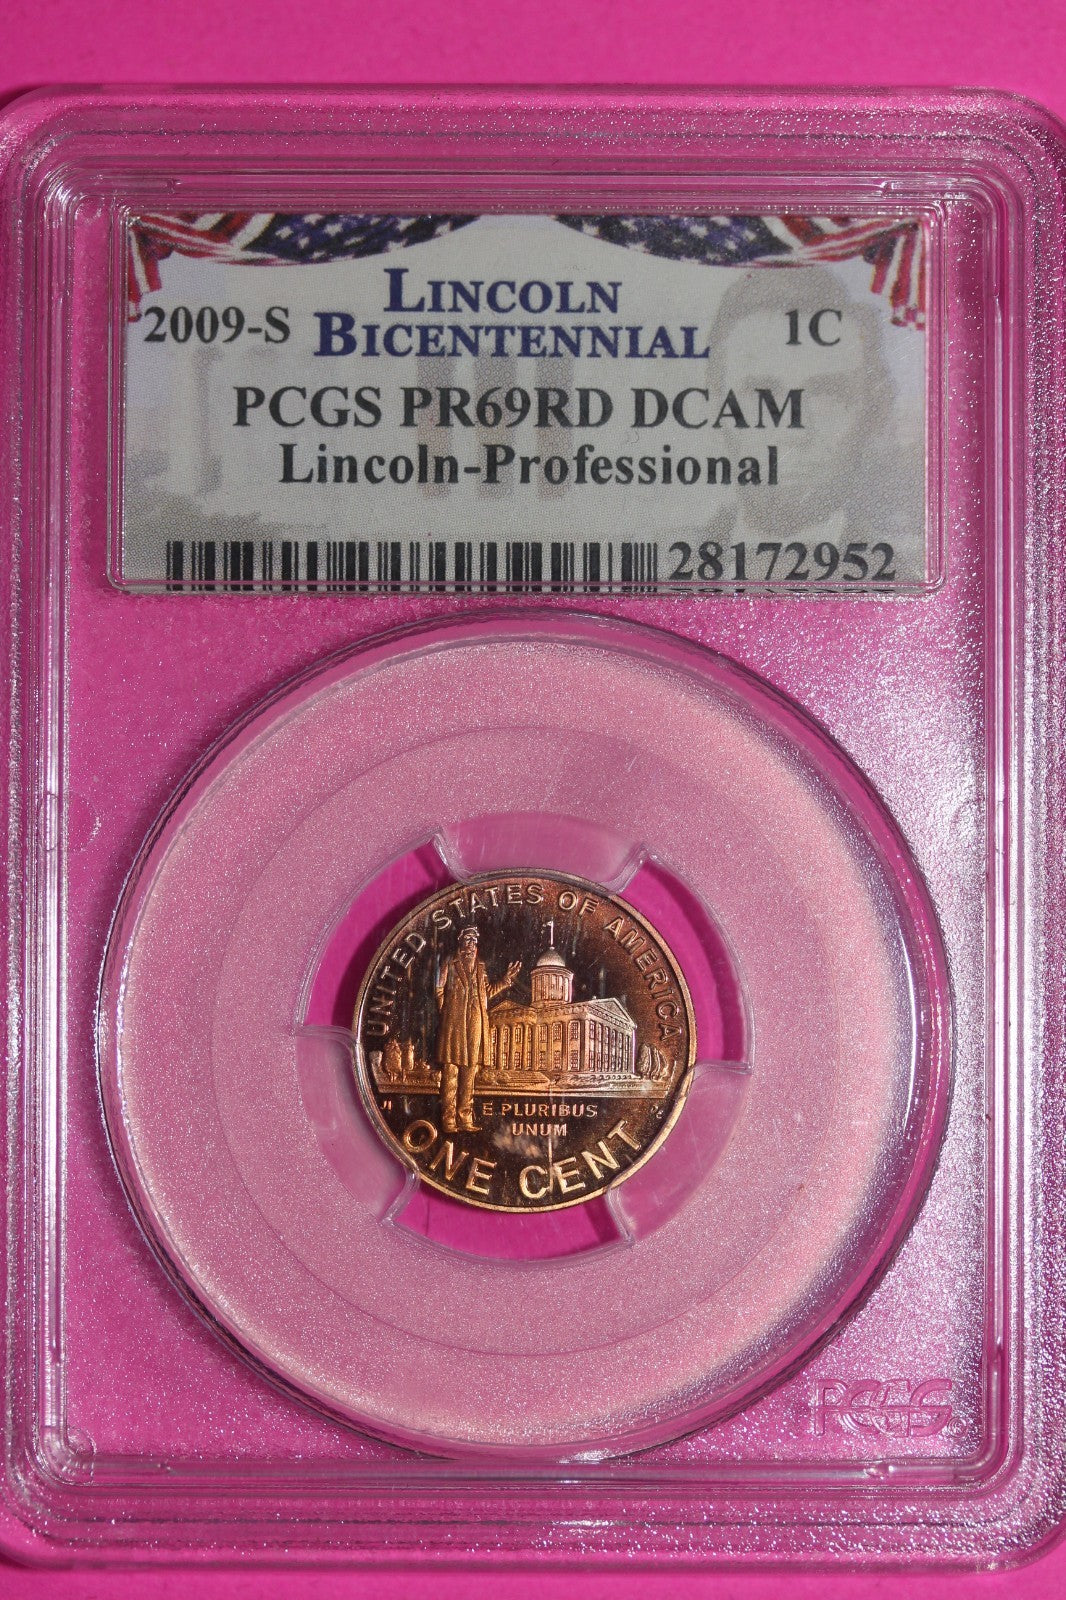 LINCOLN
2009-S BICENTENNIAL 1C
PCGS PR69RD DCAM
Lincoln-Professional
28172952
UNITED STATES OF AMERICA
E PLURIBUS
UNUM
ONE CENT
PCGS